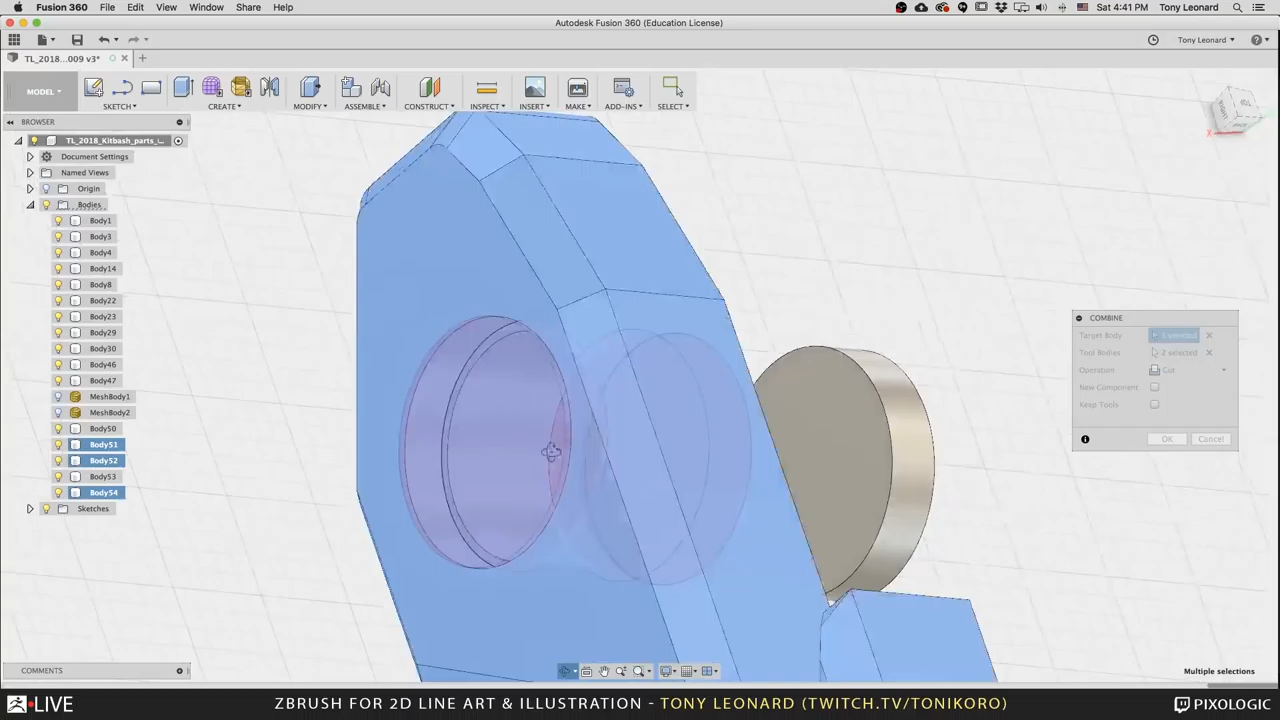 Fusion 360 File Edit View Window Share Help
Sat 4:41 PM Tony Leonard
Autodesk Fusion 360 (Education License)
Tony Leonard
TL_2018...009 v3*
MODEL
SKETCH CREATE MODIFY ASSEMBLE CONSTRUCT INSPECT INSERT MAKE ADD-INS SELECT
BROWSER
TL_2018_Kitbash_parts_i...
Document Settings
Named Views
Origin
Bodies
Body1
Body3
Body4
Body14
Body8
Body22
Body23
Body29
Body30
Body46
Body47
MeshBody1
MeshBody2
Body50
Body51
Body52
Body53
Body54
Sketches
X
COMBINE
Target Body 1 selected
Tool Bodies 2 selected
Operation Cut
New Component
Keep Tools
OK Cancel
COMMENTS
Multiple selections
LIVE
ZBRUSH FOR 2D LINE ART & ILLUSTRATION - TONY LEONARD (TWITCH.TV/TONIKORO)
PIXOLOGIC